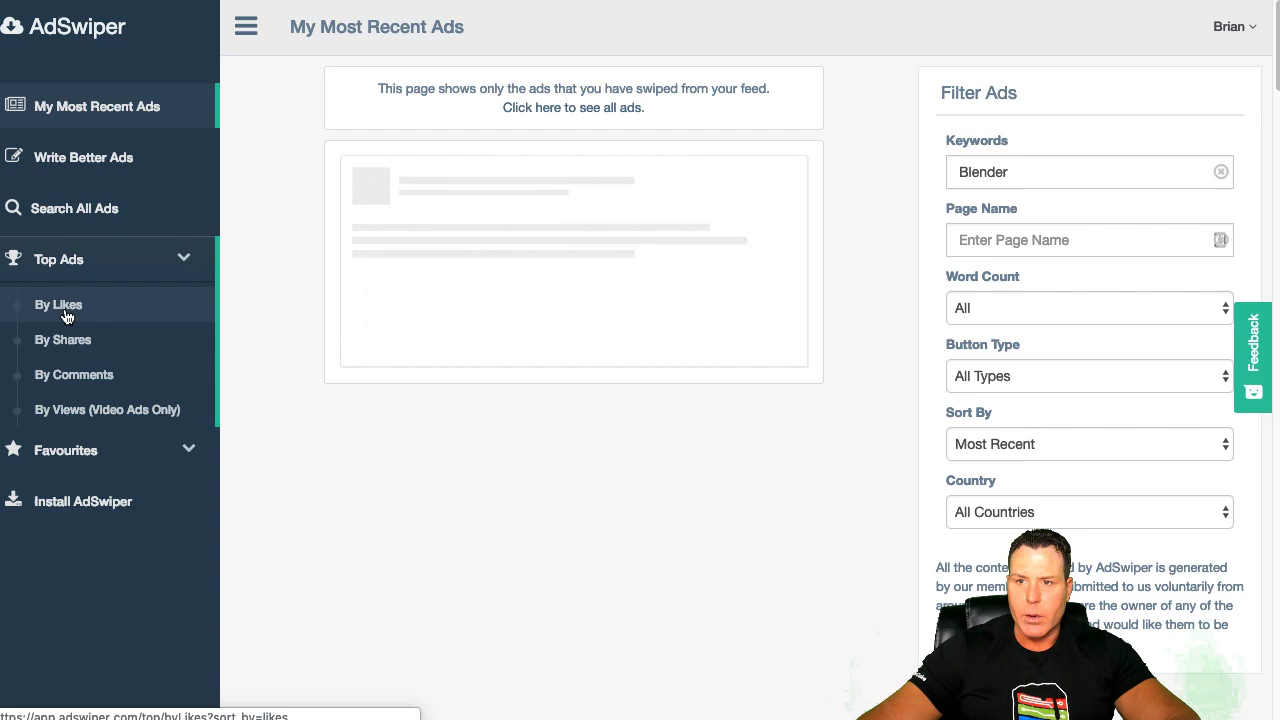 AdSwiper
My Most Recent Ads
Brian
My Most Recent Ads
Write Better Ads
Search All Ads
Top Ads
By Likes
By Shares
By Comments
By Views (Video Ads Only)
Favourites
Install AdSwiper
This page shows only the ads that you have swiped from your feed.
Click here to see all ads.
Filter Ads
Keywords
Blender
Page Name
Enter Page Name
Word Count
All
Button Type
All Types
Sort By
Most Recent
Country
All Countries
All the by AdSwiper is generated
by our submitted to us voluntarily from
the owner of any of the
would like them to be
Feedback
ttps://app.adswiper.com/top/byLikes?sort_by=likes